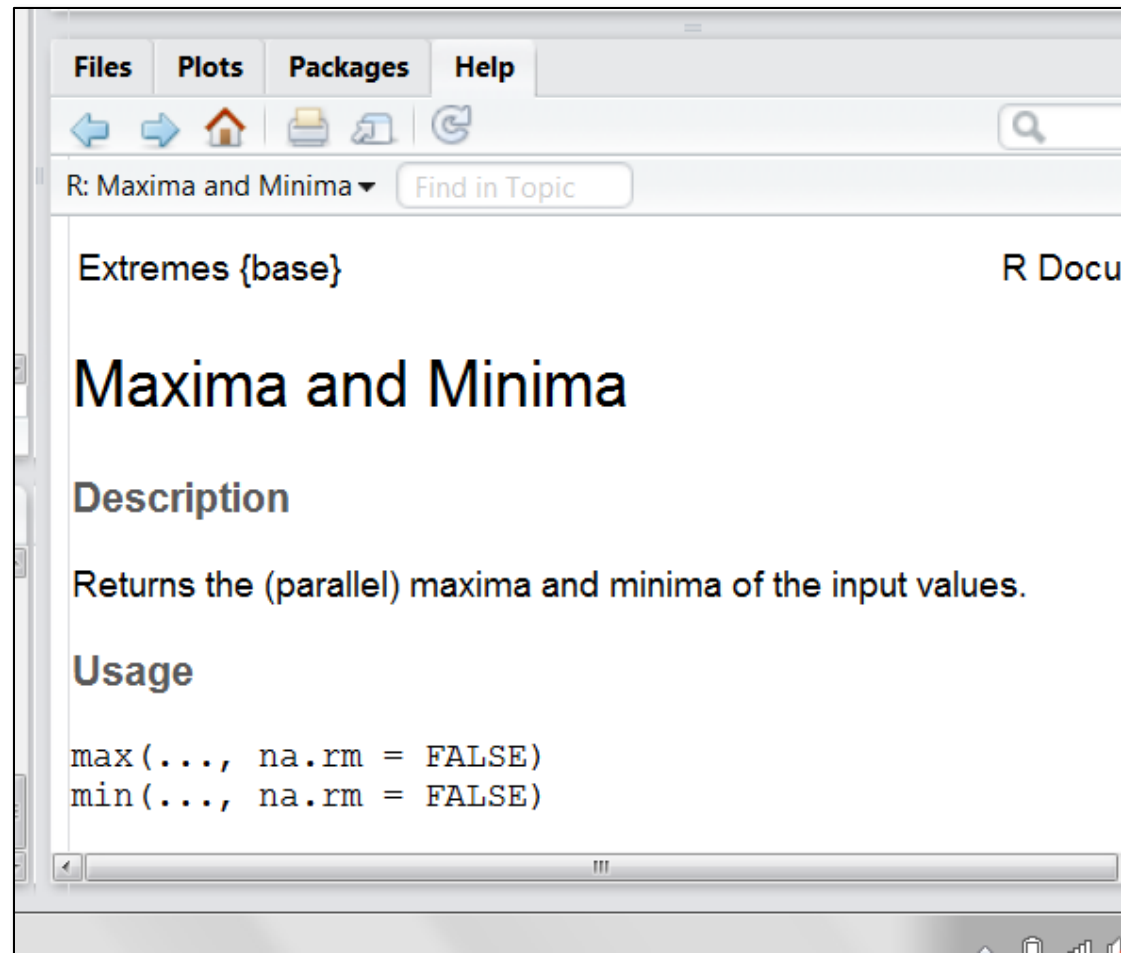 Files Plots Packages Help
R: Maxima and Minima Find in Topic
Extremes {base} R Docu
Maxima and Minima
Description
Returns the (parallel) maxima and minima of the input values.
Usage
max(..., na.rm = FALSE)
min(..., na.rm = FALSE)